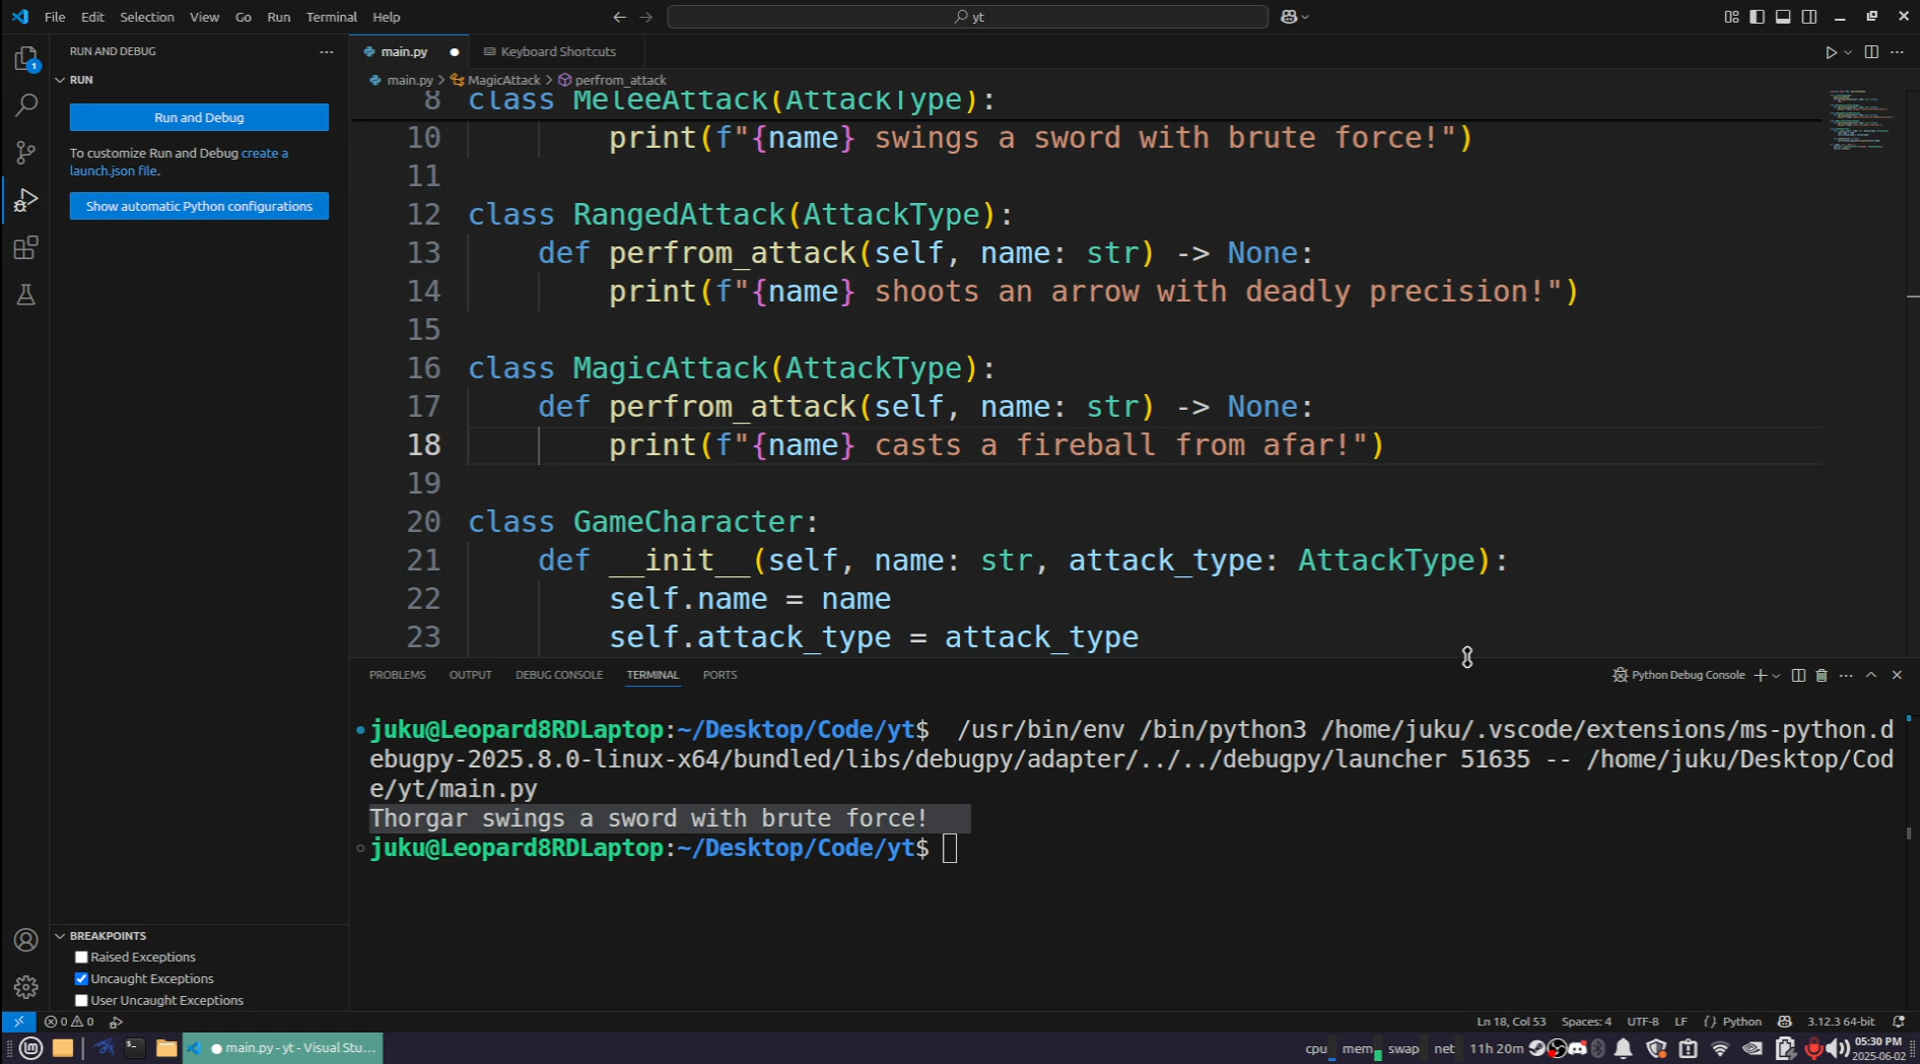 File Edit Selection View Go Run Terminal Help
yt
RUN AND DEBUG
RUN
Run and Debug
To customize Run and Debug create a
launch.json file.
Show automatic Python configurations
main.py
Keyboard Shortcuts
main.py > MagicAttack > perfrom_attack
8 class MeleeAttack(AttackType):
10 print(f"{name} swings a sword with brute force!")
11
12 class RangedAttack(AttackType):
13 def perfrom_attack(self, name: str) -> None:
14 print(f"{name} shoots an arrow with deadly precision!")
15
16 class MagicAttack(AttackType):
17 def perfrom_attack(self, name: str) -> None:
18 print(f"{name} casts a fireball from afar!")
19
20 class GameCharacter:
21 def __init__(self, name: str, attack_type: AttackType):
22 self.name = name
23 self.attack_type = attack_type
PROBLEMS OUTPUT DEBUG CONSOLE TERMINAL PORTS
Python Debug Console
juku@Leopard8RDLaptop:~/Desktop/Code/yt$ /usr/bin/env /bin/python3 /home/juku/.vscode/extensions/ms-python.d
ebugpy-2025.8.0-linux-x64/bundled/libs/debugpy/adapter/../../debugpy/launcher 51635 -- /home/juku/Desktop/Cod
e/yt/main.py
Thorgar swings a sword with brute force!
juku@Leopard8RDLaptop:~/Desktop/Code/yt$
BREAKPOINTS
Raised Exceptions
Uncaught Exceptions
User Uncaught Exceptions
1
0 0
Ln 18, Col 53 Spaces: 4 UTF-8 LF {} Python 3.12.3 64-bit
main.py - yt - Visual Stu...
cpu mem swap net 11h 20m
05:30 PM
2025-06-02